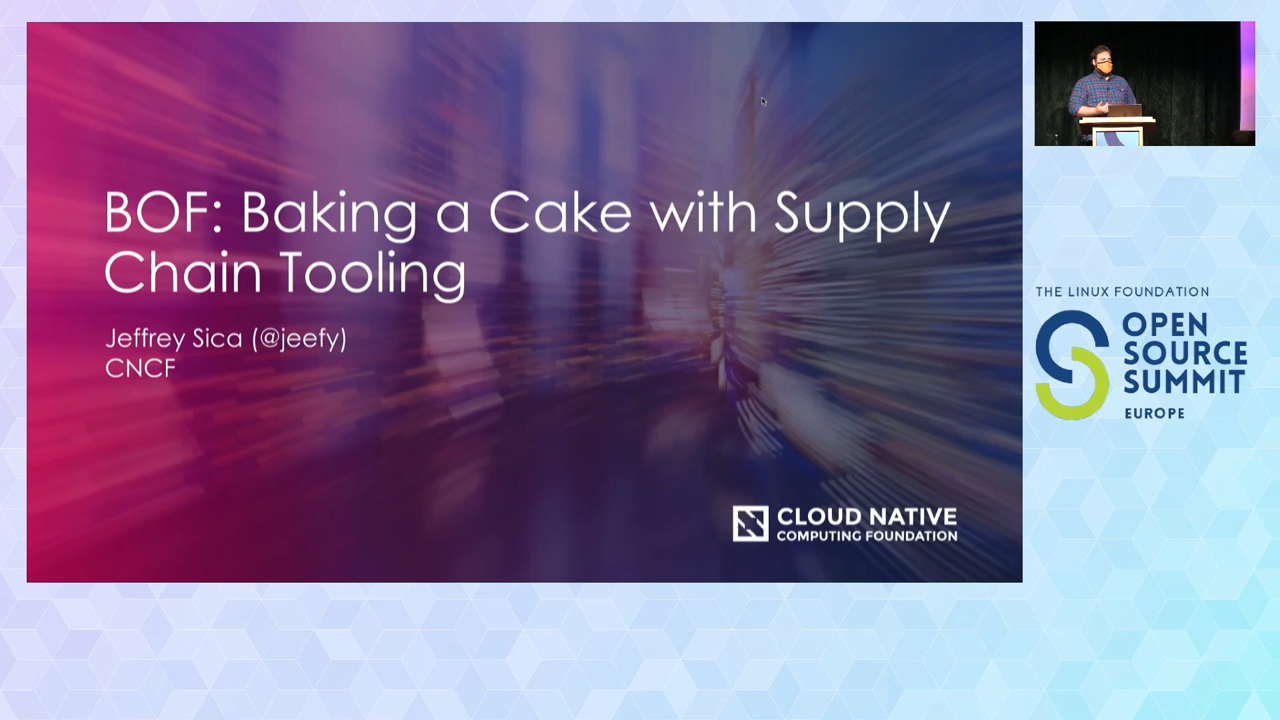 BOF: Baking a Cake with Supply
Chain Tooling
Jeffrey Sica (@jeefy)
CNCF
CLOUD NATIVE
COMPUTING FOUNDATION
THE LINUX FOUNDATION
OPEN
SOURCE
SUMMIT
EUROPE